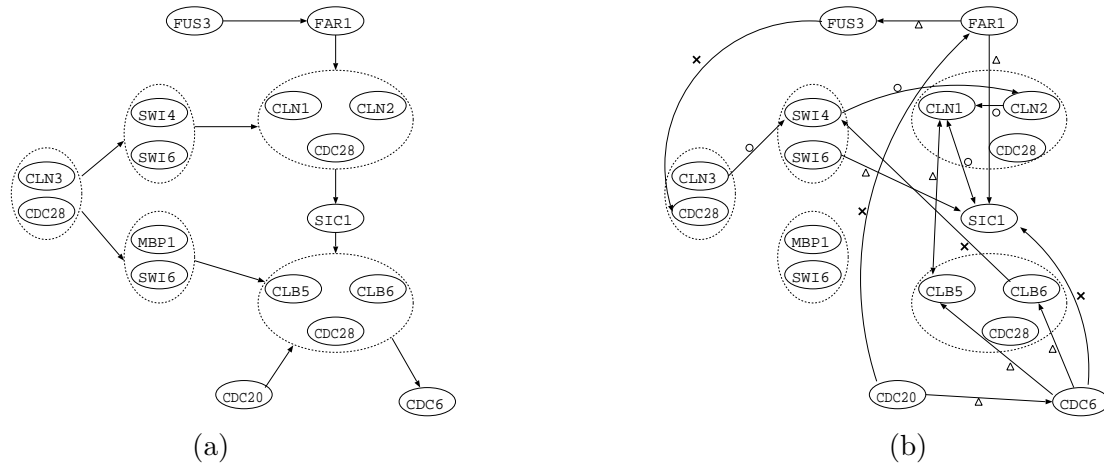 FUS3 FAR1
CLN1 CLN2
SWI4
CDC28
SWI6
CLN3
CDC28
SIC1
MBP1
SWI6
CLB5 CLB6
CDC28
CDC20 CDC6
(a)
FUS3 FAR1
SWI4 CLN1 CLN2
CDC28
SWI6
CLN3
CDC28
SIC1
MBP1
SWI6
CLB5 CLB6
CDC28
CDC20 CDC6
(b)